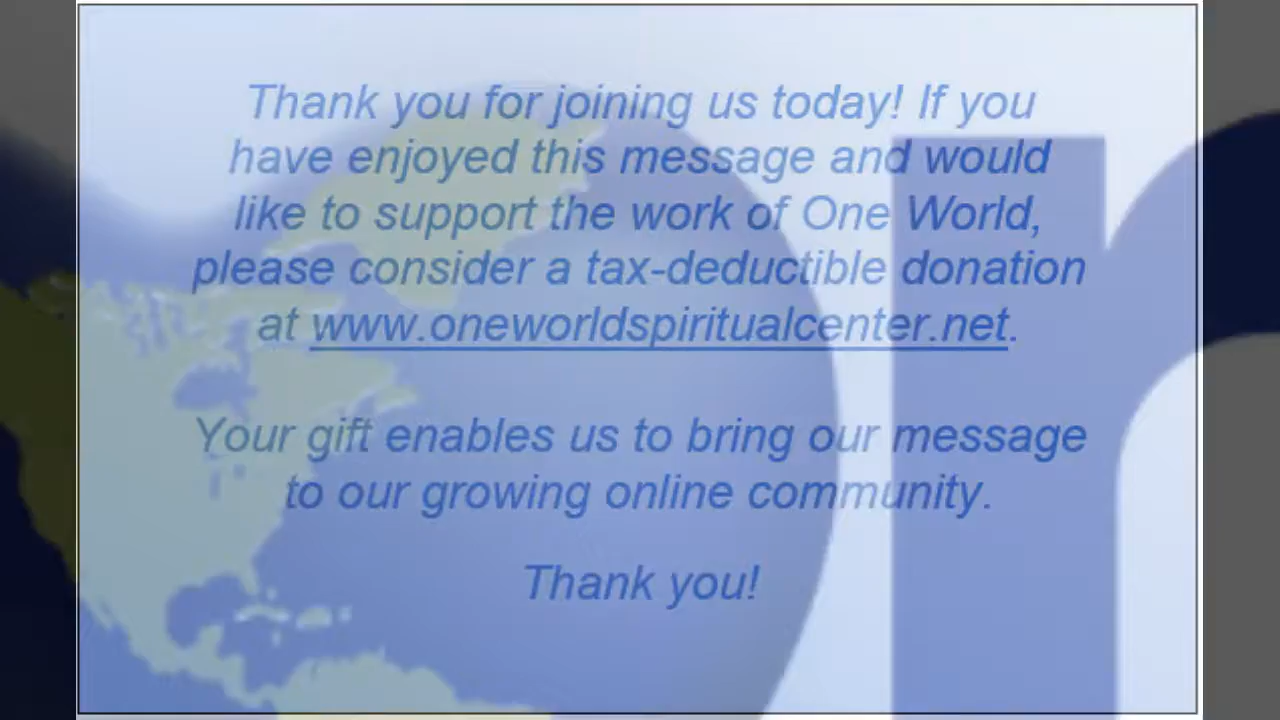 Thank you for joining us today! If you
have enjoyed this message and would
like to support the work of One World,
please consider a tax-deductible donation
at www.oneworldspiritualcenter.net.
Your gift enables us to bring our message
to our growing online community.
Thank you!